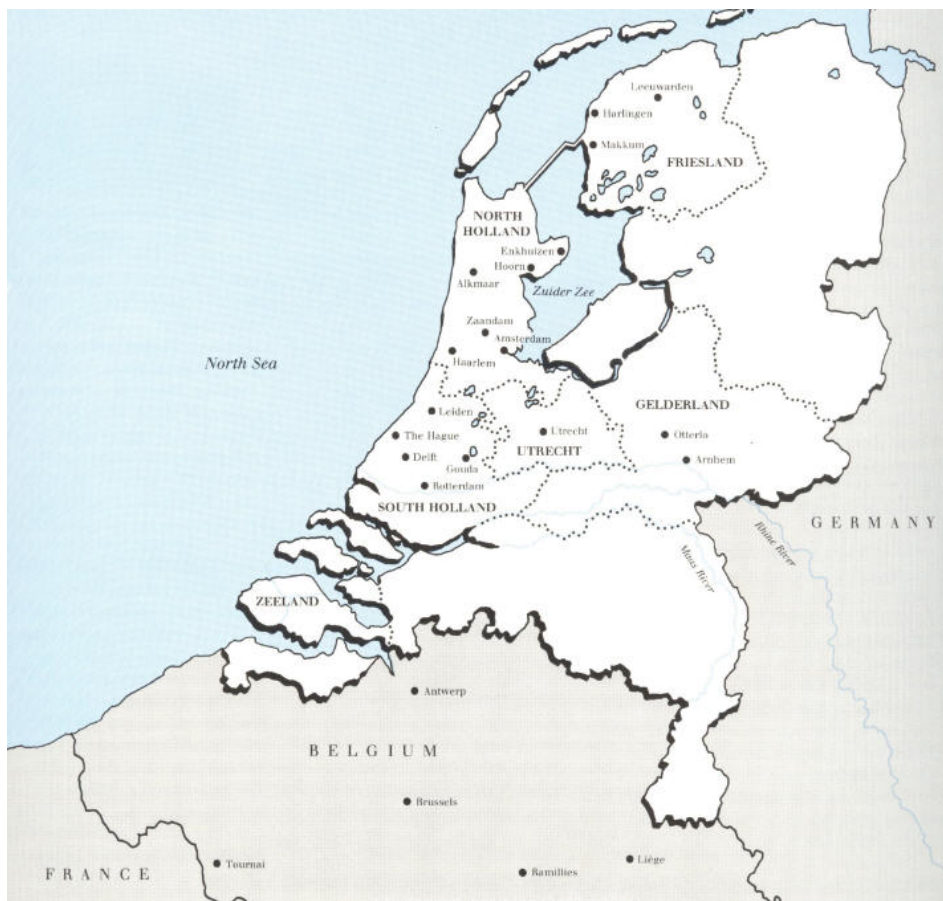 Leeuwarden
Harlingen
Makkum
FRIESLAND
NORTH
HOLLAND
Enkhuizen
Hoorn
Alkmaar
Zuider Zee
Zaandam
Amsterdam
North Sea
Haarlem
GELDERLAND
Leiden
The Hague
Utrecht
Otterlo
UTRECHT
Delft
Gouda
Arnhem
Rotterdam
SOUTH HOLLAND
GERMANY
Rhine River
Maas River
ZEELAND
Antwerp
BELGIUM
Brussels
Tournai
Liége
Ramillies
FRANCE